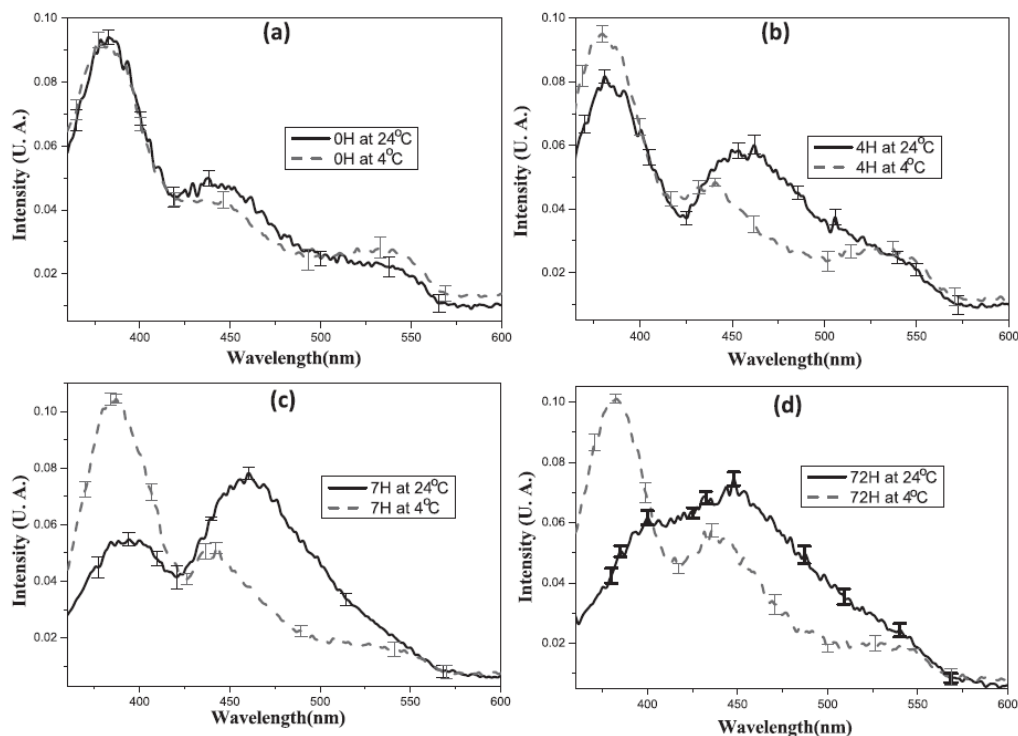 (a)
Intensity (U. A.)
0.10
0.08
0.06
0.04
0.02
0H at 24°C
0H at 4°C
400 450 500 550 600
Wavelength(nm)
(b)
Intensity (U. A.)
0.10
0.08
0.06
0.04
0.02
4H at 24°C
4H at 4°C
400 450 500 550 600
Wavelength(nm)
(c)
Intensity (U. A.)
0.10
0.08
0.06
0.04
0.02
7H at 24°C
7H at 4°C
400 450 500 550 600
Wavelength(nm)
(d)
Intensity (U. A.)
0.10
0.08
0.06
0.04
0.02
72H at 24°C
72H at 4°C
400 450 500 550 600
Wavelength(nm)